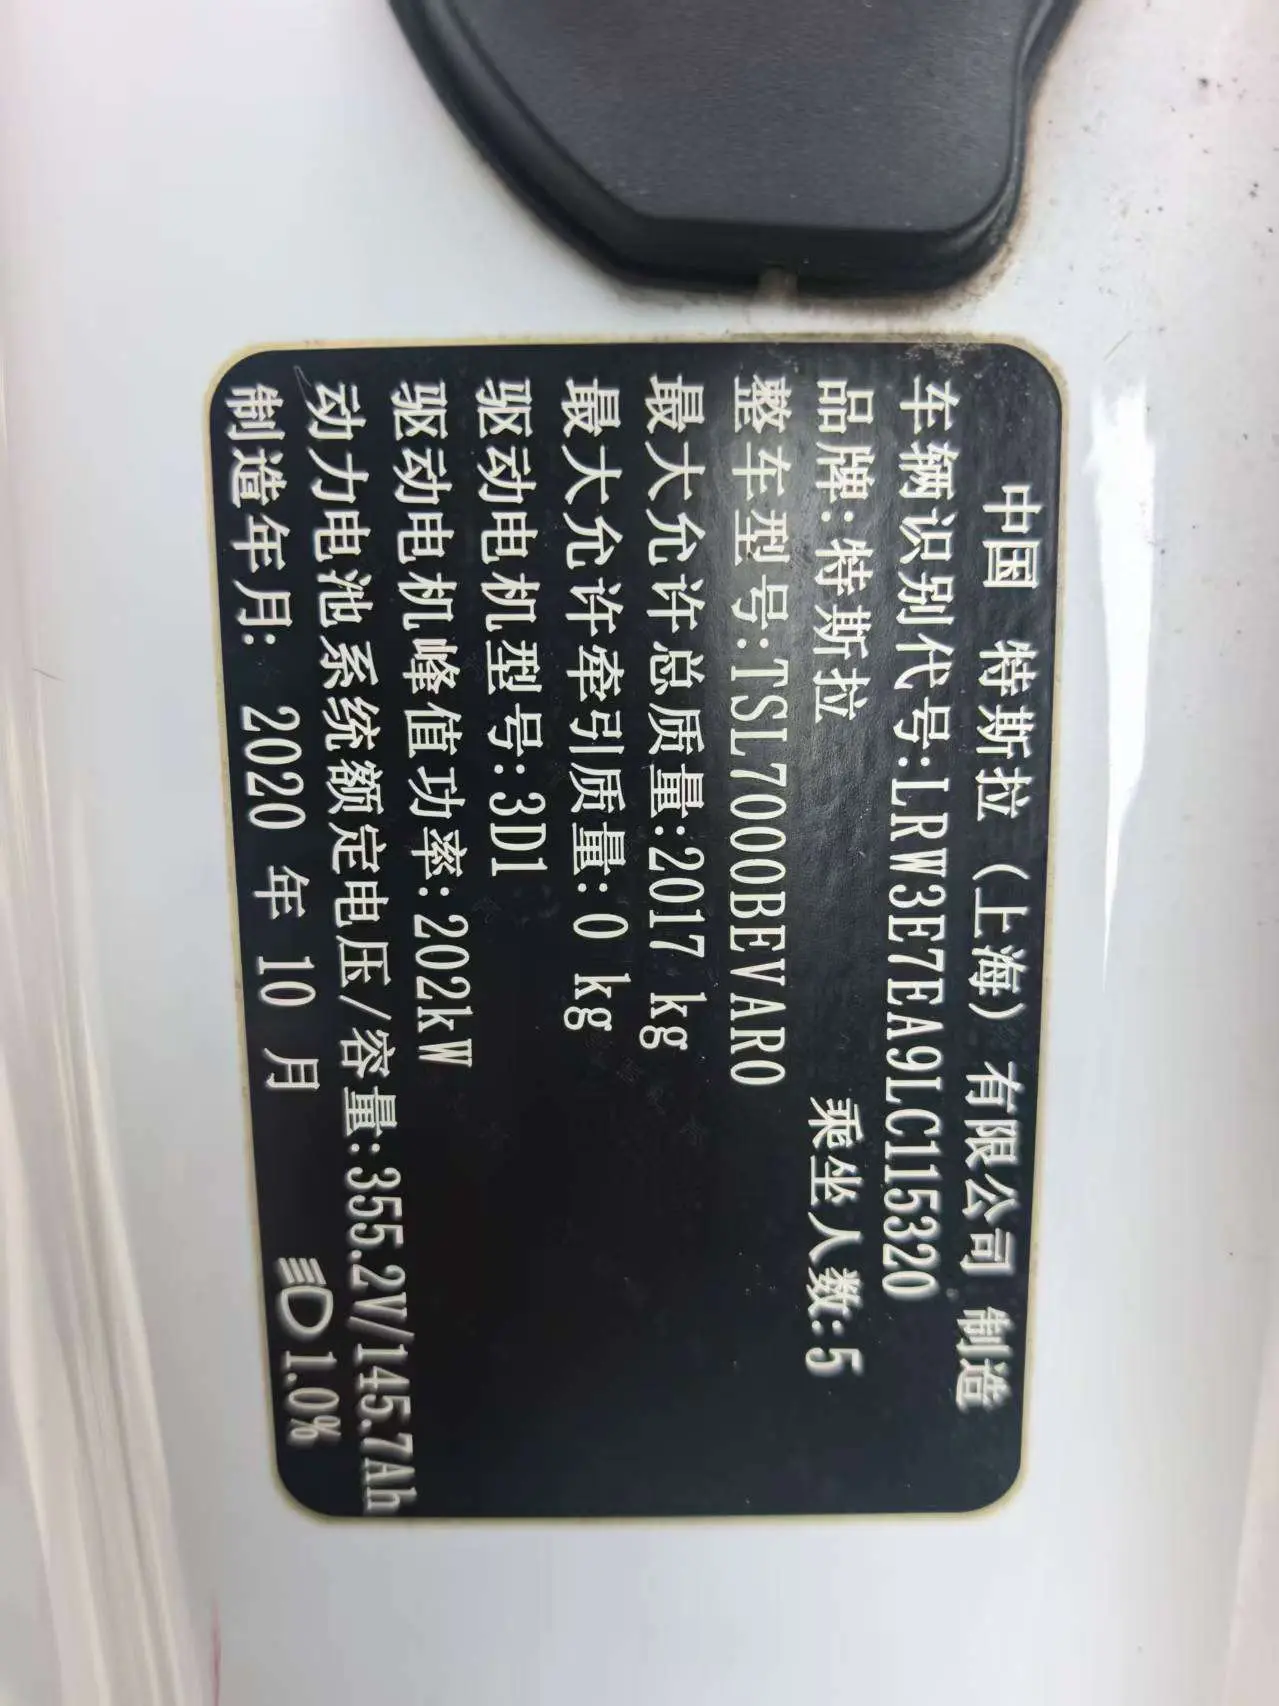 中国 特斯拉（上海）有限公司 制造
车辆识别代号:LRW3E7EA9LC115320
品牌:特斯拉 乘坐人数:5
整车型号:TSL7000BEVAR0
最大允许总质量:2017 kg
最大允许牵引质量:0 kg
驱动电机型号:3D1
驱动电机峰值功率:202kW
动力电池系统额定电压/容量:355.2V/145.7Ah
制造年月: 2020 年 10 月 1.0%